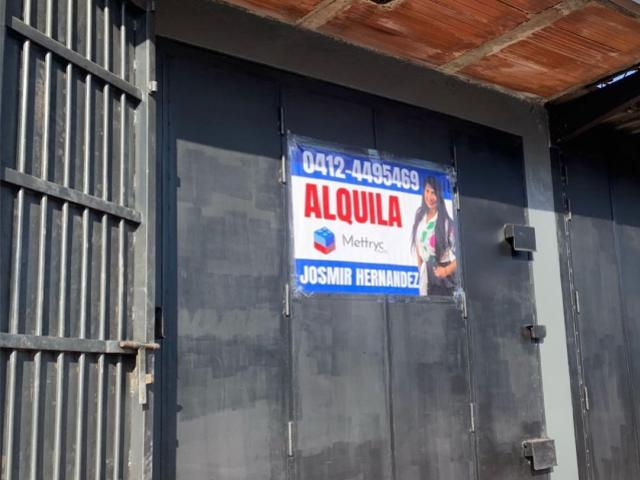 0412-4495469
ALQUILA
Mettryc
JOSMIR HERNANDEZ